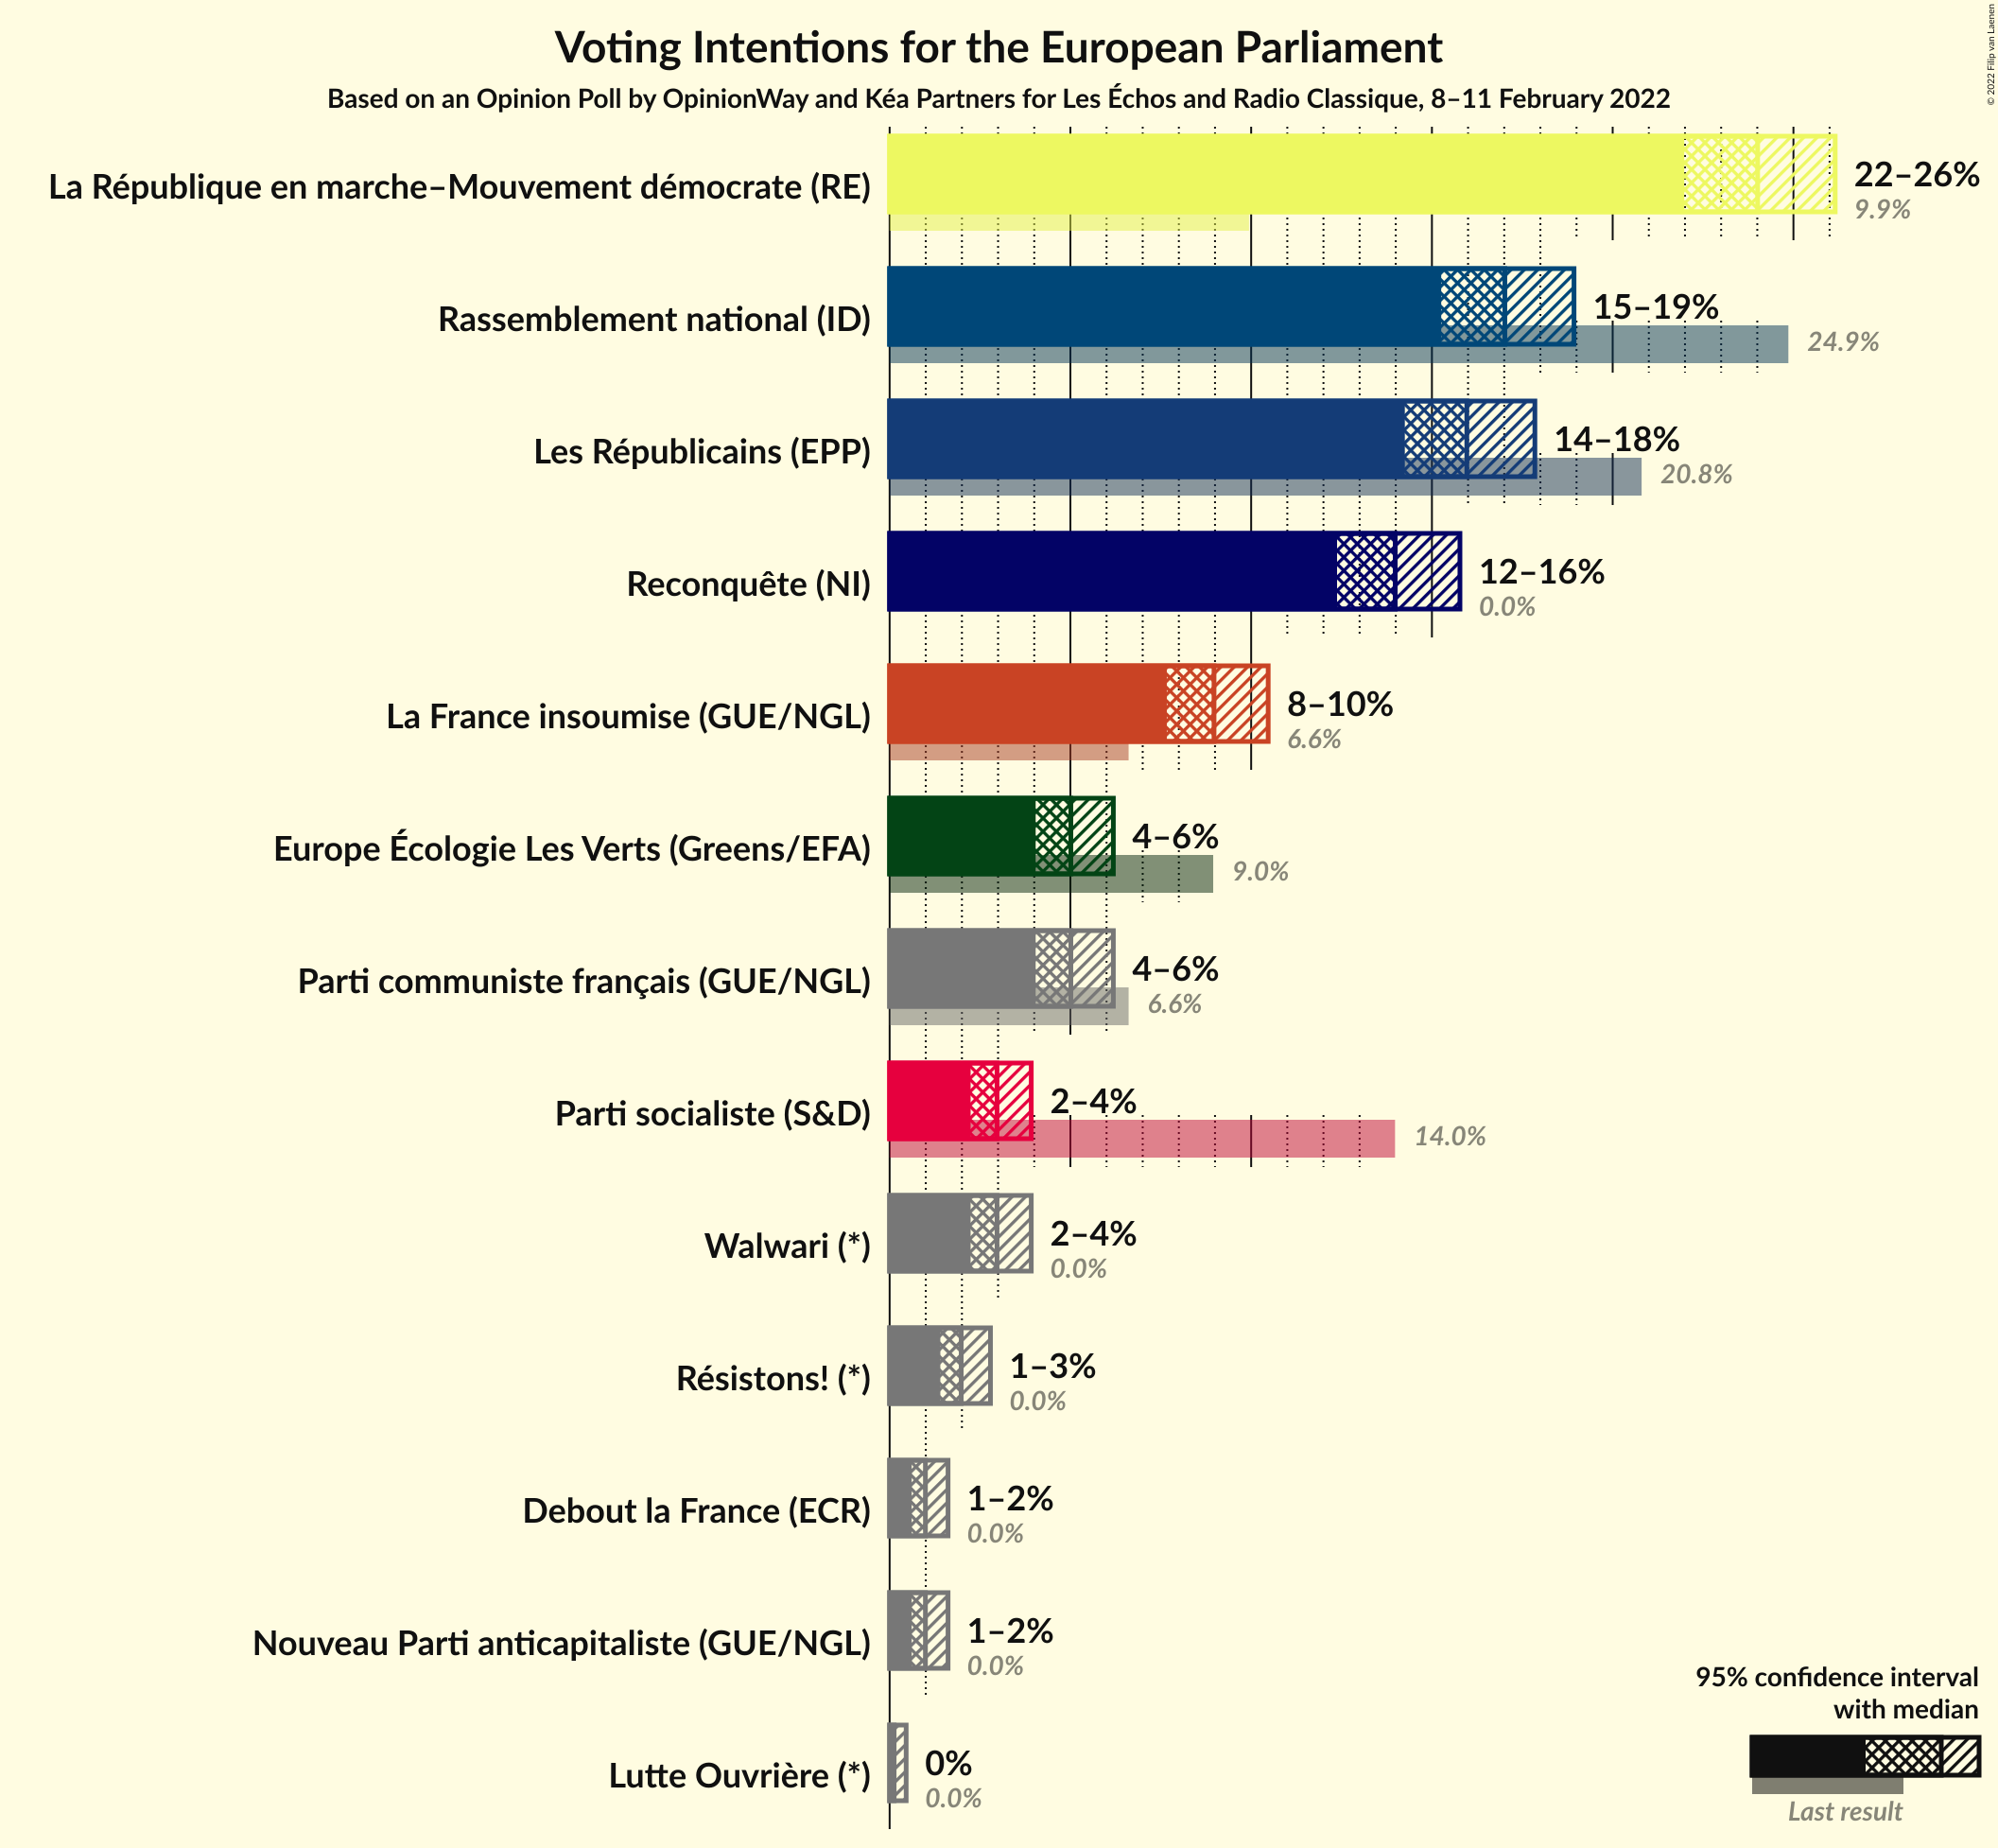 Voting Intentions for the European Parliament
Based on an Opinion Poll by OpinionWay and Kéa Partners for Les Échos and Radio Classique, 8–11 February 2022
© 2022 Filip van Laenen
La République en marche–Mouvement démocrate (RE)
22–26%
9.9%
Rassemblement national (ID)
15–19%
24.9%
Les Républicains (EPP)
14–18%
20.8%
Reconquête (NI)
12–16%
0.0%
La France insoumise (GUE/NGL)
8–10%
6.6%
Europe Écologie Les Verts (Greens/EFA)
4–6%
9.0%
Parti communiste français (GUE/NGL)
4–6%
6.6%
Parti socialiste (S&D)
2–4%
14.0%
Walwari (*)
2–4%
0.0%
Résistons! (*)
1–3%
0.0%
Debout la France (ECR)
1–2%
0.0%
Nouveau Parti anticapitaliste (GUE/NGL)
1–2%
0.0%
Lutte Ouvrière (*)
0%
0.0%
95% confidence interval
with median
Last result